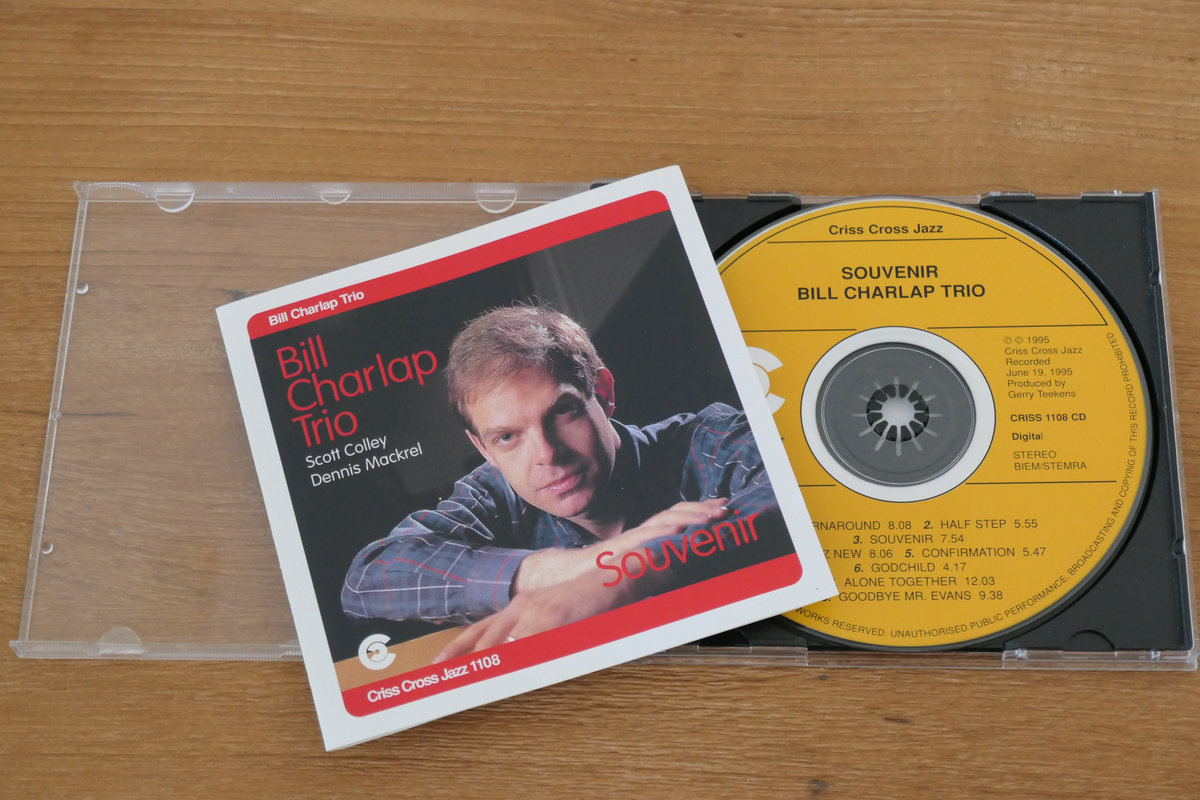 Bill Charlap Trio
Bill
Charlap
Trio
Scott Colley
Dennis Mackrel
Souvenir
Criss Cross Jazz 1108
Criss Cross Jazz
SOUVENIR
BILL CHARLAP TRIO
℗ © 1995
Criss Cross Jazz
Recorded
June 19, 1995
Produced by
Gerry Teekens
CRISS 1108 CD
Digital
STEREO
BIEM/STEMRA
RNAROUND 8.08 2. HALF STEP 5.55
3. SOUVENIR 7.54
Z NEW 8.06 5. CONFIRMATION 5.47
6. GODCHILD 4.17
ALONE TOGETHER 12.03
GOODBYE MR. EVANS 9.38
WORKS RESERVED. UNAUTHORISED PUBLIC PERFORMANCE, BROADCASTING AND COPYING OF THIS RECORD PROHIBITED